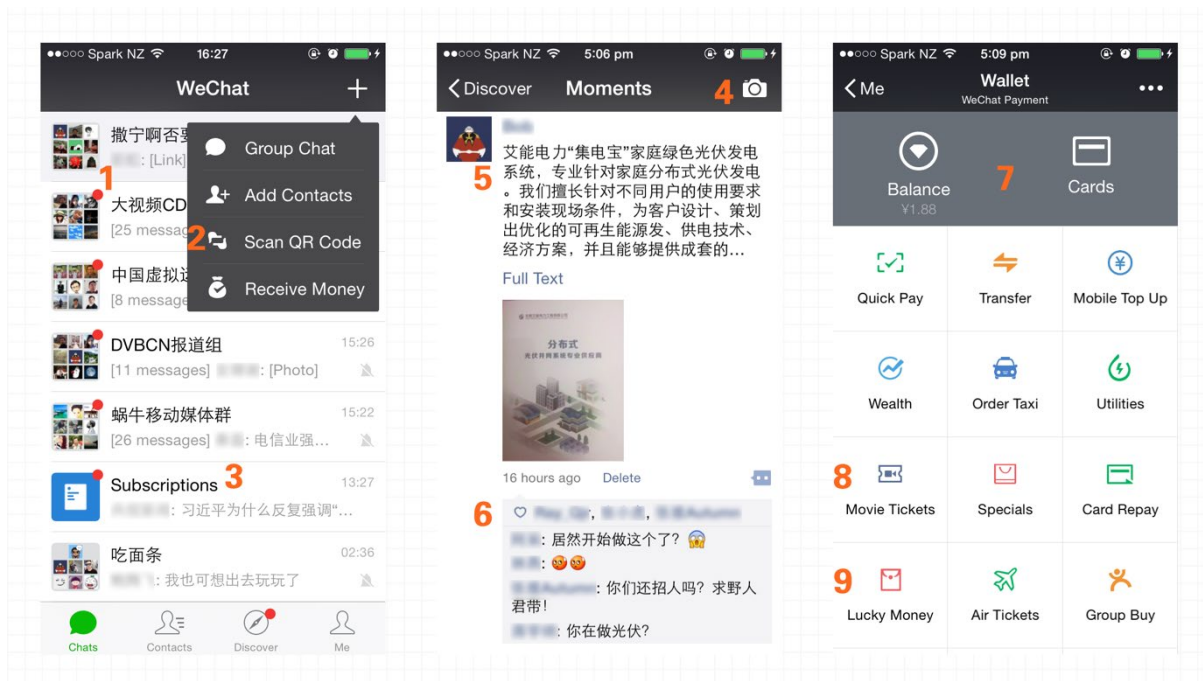 Spark NZ 16:27
WeChat
撒宁啊否
: [Link]
Group Chat
1
大视频CD
Add Contacts
[25 messag
2 Scan QR Code
中国虚拟
[8 message
Receive Money
DVBCN报道组 15:26
[11 messages] : [Photo]
蜗牛移动媒体群 15:22
[26 messages] : 电信业强...
Subscriptions 3 13:27
: 习近平为什么反复强调“...
吃面条 02:36
: 我也可想出去玩玩了
Chats Contacts Discover Me
Spark NZ 5:06 pm
Discover Moments 4
5
艾能电力“集电宝”家庭绿色光伏发电
系统，专业针对家庭分布式光伏发电
。我们擅长针对不同用户的使用要求
和安装现场条件，为客户设计、策划
出优化的可再生能源发、供电技术、
经济方案，并且能够提供成套的...
Full Text
分布式
光伏并网系统专业供应商
16 hours ago Delete
6
: 居然开始做这个了？
:
Autumn : 你们还招人吗？求野人
君带！
: 你在做光伏？
Spark NZ 5:09 pm
Me Wallet
WeChat Payment
7
Balance Cards
¥1.88
Quick Pay Transfer Mobile Top Up
Wealth Order Taxi Utilities
8
Movie Tickets Specials Card Repay
9
Lucky Money Air Tickets Group Buy